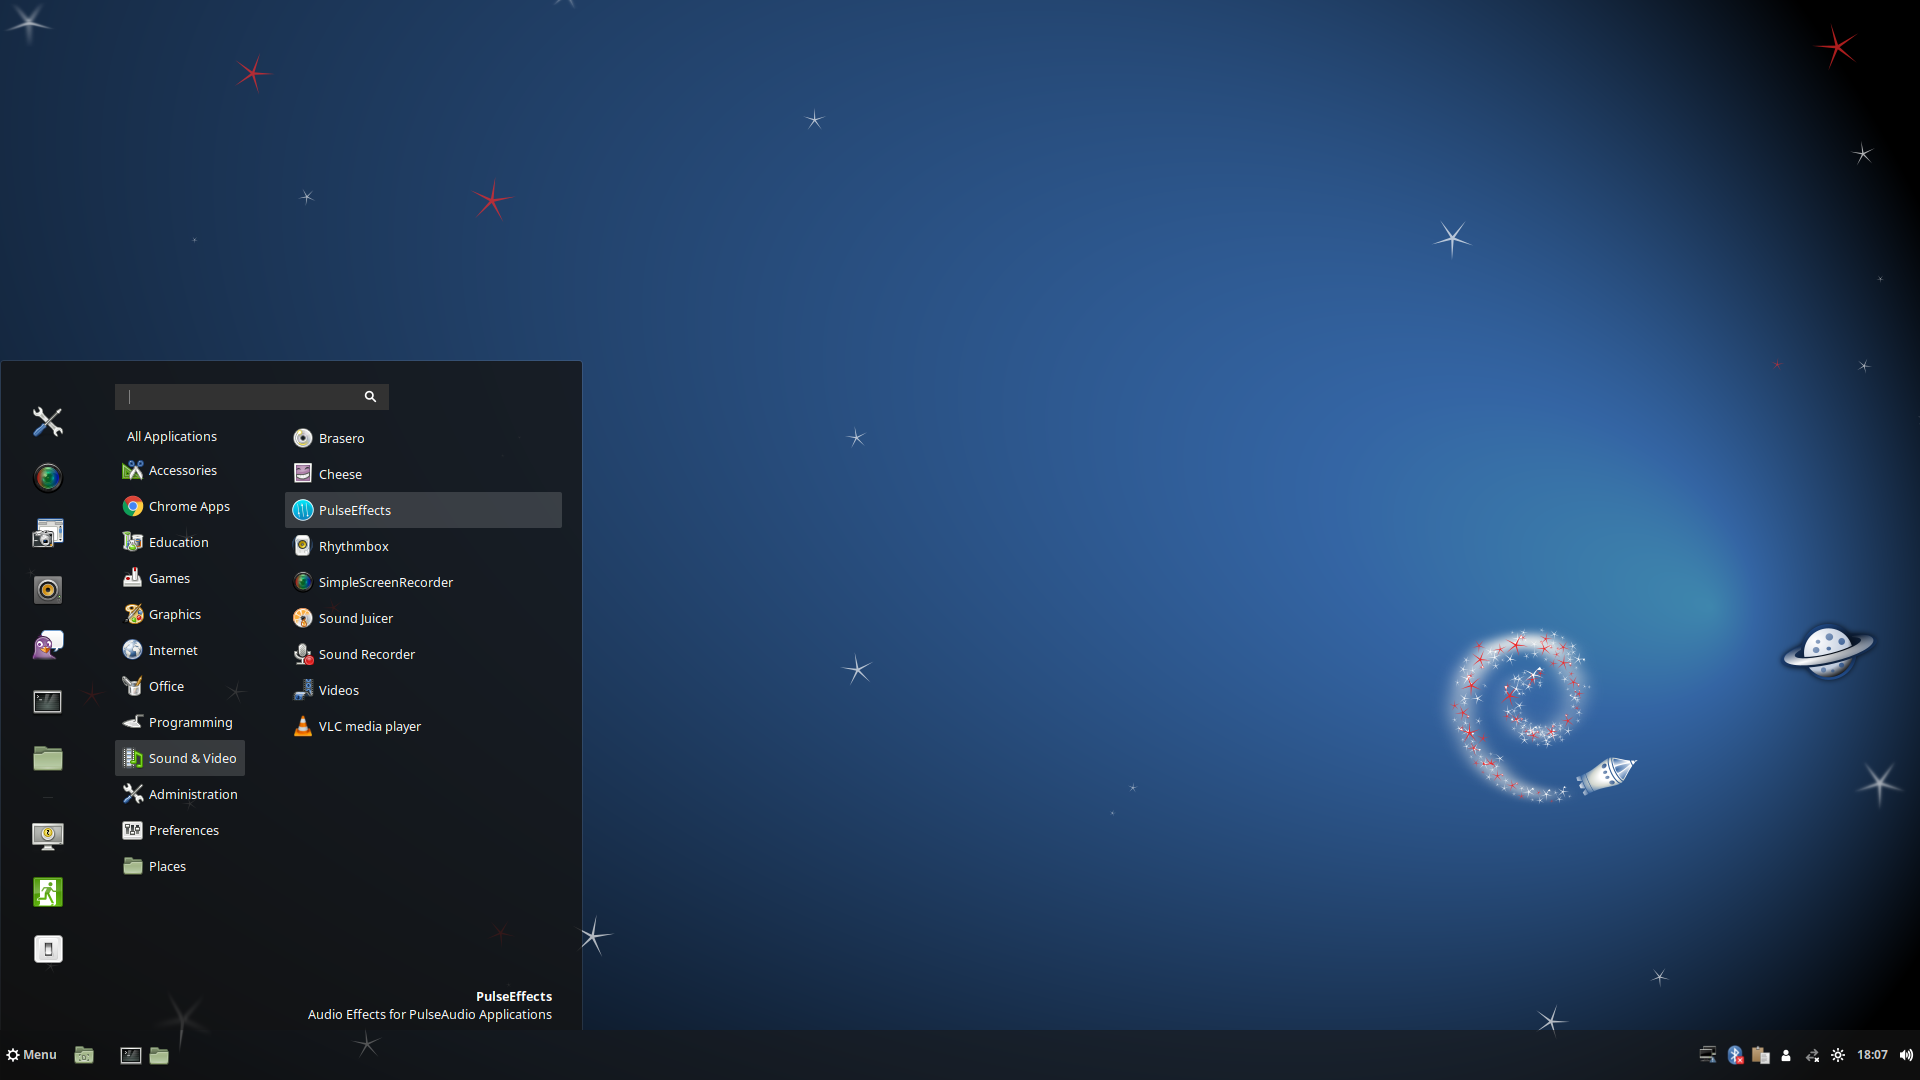 All Applications
Accessories
Chrome Apps
Education
Games
Graphics
Internet
Office
Programming
Sound & Video
Administration
Preferences
Places
Brasero
Cheese
PulseEffects
Rhythmbox
SimpleScreenRecorder
Sound Juicer
Sound Recorder
Videos
VLC media player
PulseEffects
Audio Effects for PulseAudio Applications
Menu
18:07